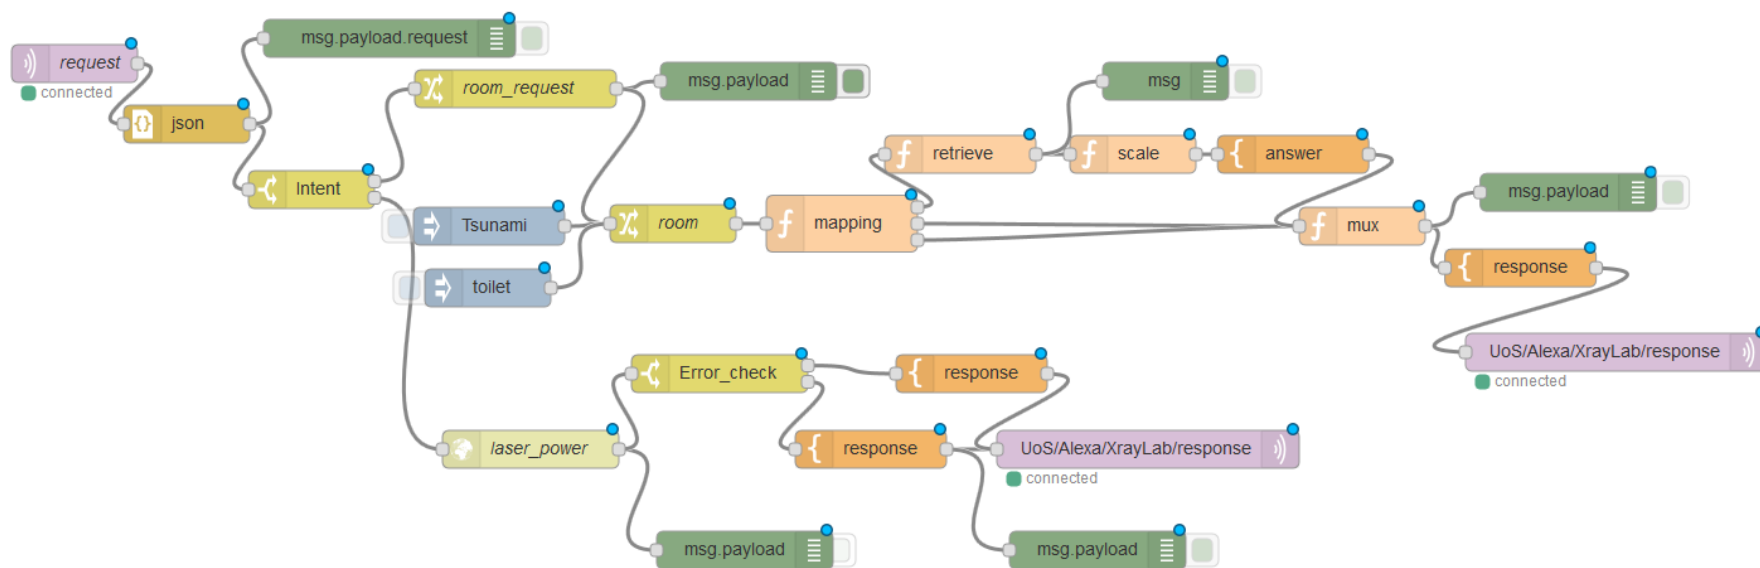 msg.payload.request
request
connected
json
room_request
msg.payload
msg
retrieve
scale
answer
Intent
msg.payload
Tsunami
room
mapping
mux
response
toilet
UoS/Alexa/XrayLab/response
connected
Error_check
response
laser_power
response
UoS/Alexa/XrayLab/response
connected
msg.payload
msg.payload